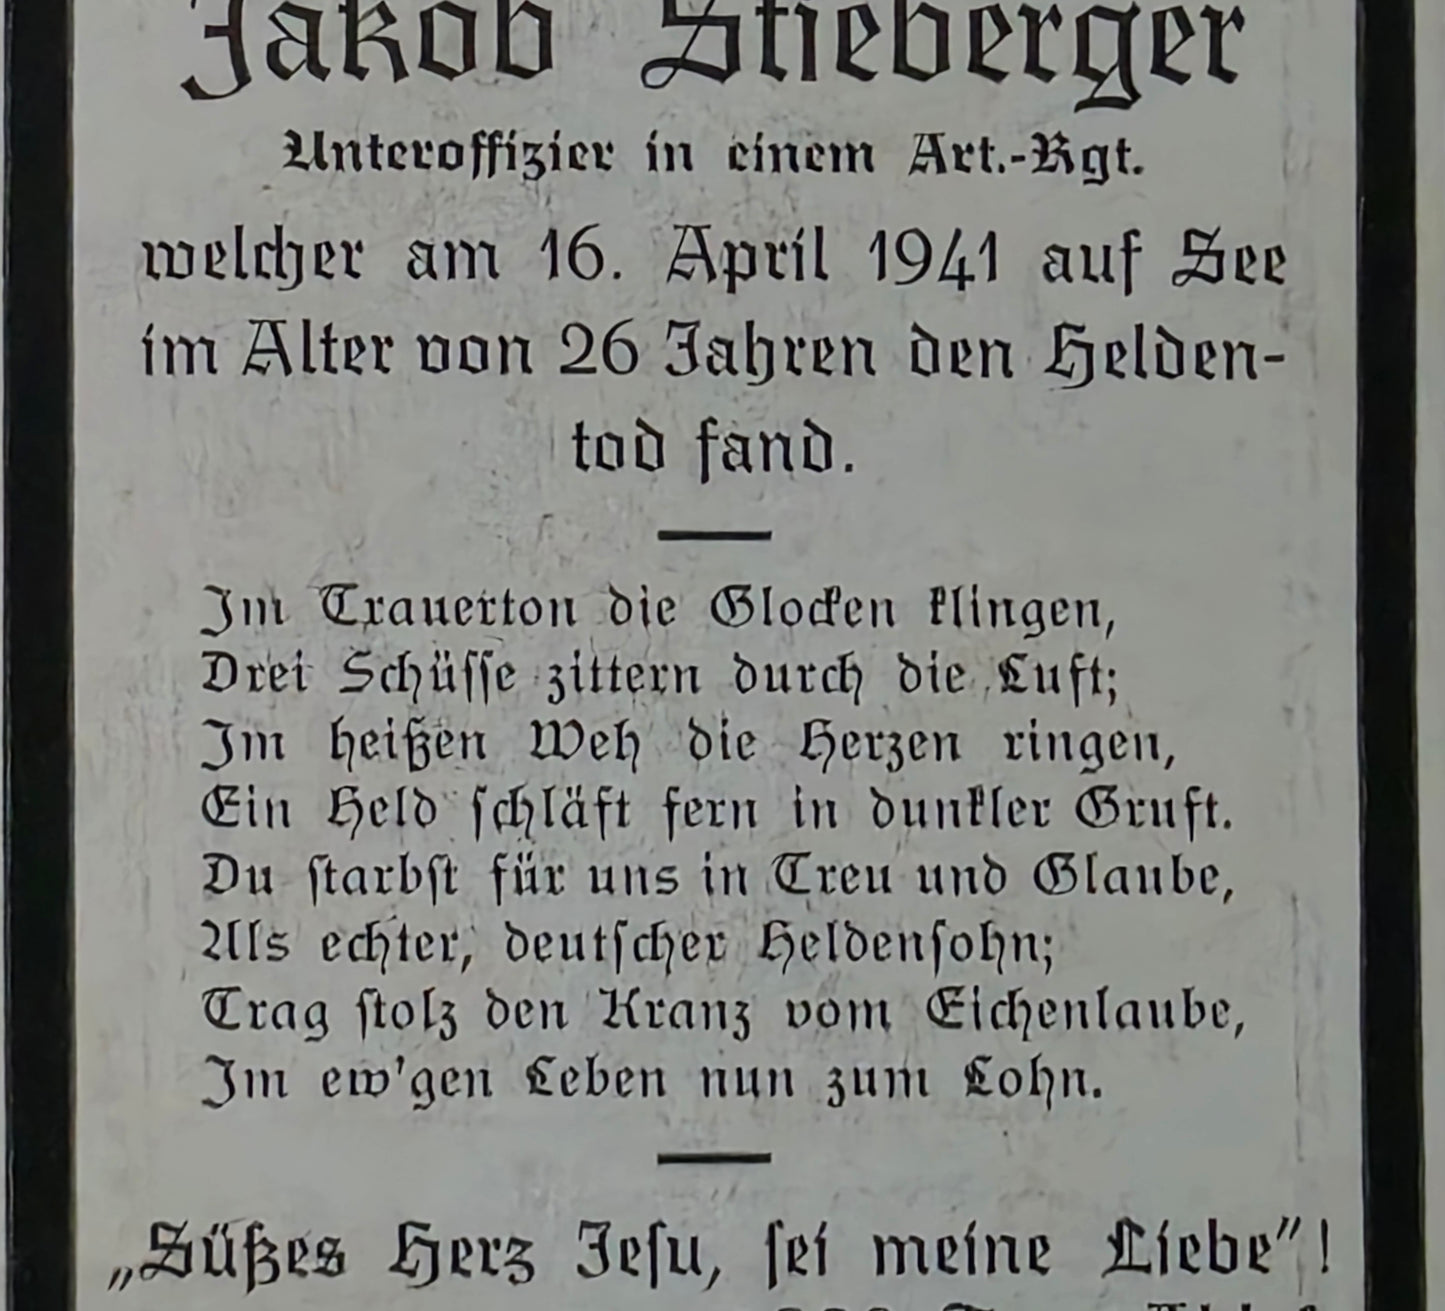 Jakob Stieberger
Unteroffizier in einem Art.-Rgt.
welcher am 16. April 1941 auf See
im Alter von 26 Jahren den Helden-
tod fand.
Im Trauerton die Glocken klingen,
Drei Schüsse zittern durch die Luft;
Im heißen Weh die Herzen ringen,
Ein Held schläft fern in dunkler Gruft.
Du starbst für uns in Treu und Glaube,
Als echter, deutscher Heldensohn;
Trag stolz den Kranz vom Eichenlaube,
Im ew'gen Leben nun zum Lohn.
„Süßes Herz Jesu, sei meine Liebe"!